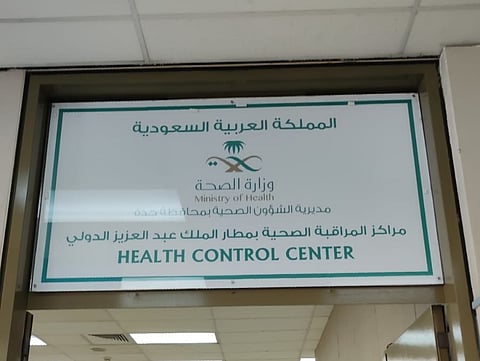 المملكة العربية السعودية
وزارة الصحة
Ministry of Health
مديرية الشؤون الصحية بمحافظة جدة
مراكز المراقبة الصحية بمطار الملك عبد العزيز الدولي
HEALTH CONTROL CENTER